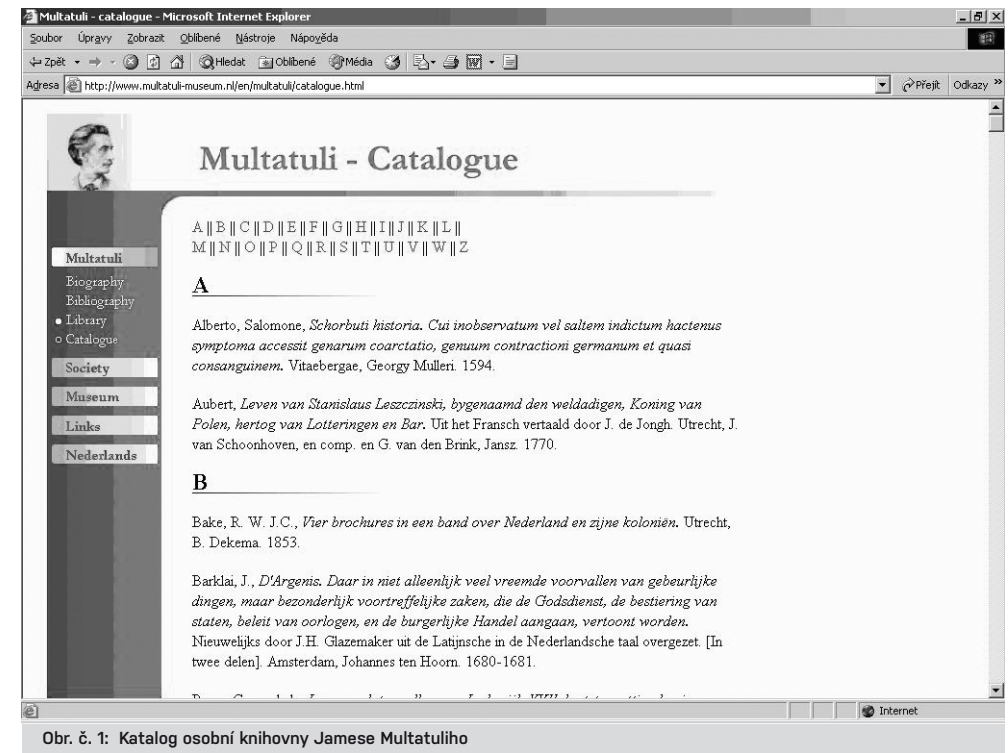 Multatuli - catalogue - Microsoft Internet Explorer
Soubor Úpravy Zobrazit Oblíbené Nástroje Nápověda
Zpět Hledat Oblíbené Média
Adresa http://www.multatuli-museum.nl/en/multatuli/catalogue.html Přejít Odkazy »
Multatuli - Catalogue
A || B || C || D || E || F || G || H || I || J || K || L ||
M || N || O || P || Q || R || S || T || U || V || W || Z
Multatuli
Biography
Bibliography
Library
Catalogue
Society
Museum
Links
Nederlands
A
Alberto, Salomone, Schorbuti historia. Cui inobservatum vel saltem indictum hactenus
symptoma accessit genarum coarctatio, genuum contractioni germanum et quasi
consanguinem. Vitaebergae, Georgy Mulleri. 1594.
Aubert, Leven van Stanislaus Leszczinski, bygenaamd den weldadigen, Koning van
Polen, hertog van Lotteringen en Bar. Uit het Fransch vertaald door J. de Jongh. Utrecht, J.
van Schoonhoven, en comp. en G. van den Brink, Jansz. 1770.
B
Bake, R. W. J.C., Vier brochures in een band over Nederland en zijne koloniën. Utrecht,
B. Dekema. 1853.
Barklai, J., D'Argenis. Daar in niet alleenlijk veel vreemde voorvallen van gebeurlijke
dingen, maar bezonderlijk voortreffelijke zaken, die de Godsdienst, de bestiering van
staten, beleit van oorlogen, en de burgerlijke Handel aangaan, vertoont worden.
Nieuwelijks door J.H. Glazemaker uit de Latijnsche in de Nederlandsche taal overgezet. [In
twee delen]. Amsterdam, Johannes ten Hoorn. 1680-1681.
Internet
Obr. č. 1: Katalog osobní knihovny Jamese Multatuliho